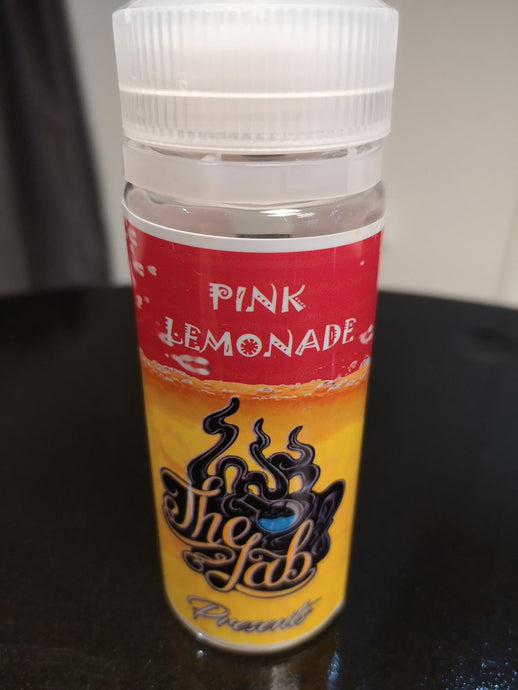 PINK
LEMONADE
The
Lab
Presents